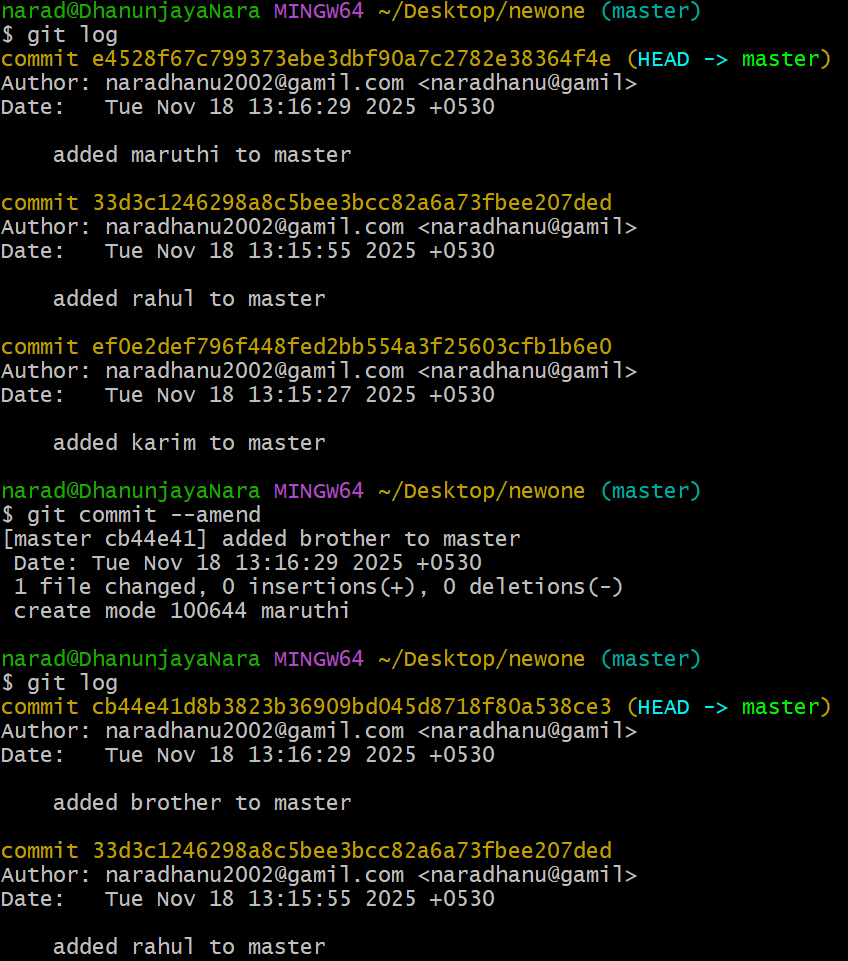 narad@DhanunjayaNara MINGW64 ~/Desktop/newone (master)
$ git log
commit e4528f67c799373ebe3dbf90a7c2782e38364f4e (HEAD -> master)
Author: naradhanu2002@gamil.com <naradhanu@gamil>
Date:   Tue Nov 18 13:16:29 2025 +0530

    added maruthi to master

commit 33d3c1246298a8c5bee3bcc82a6a73fbee207ded
Author: naradhanu2002@gamil.com <naradhanu@gamil>
Date:   Tue Nov 18 13:15:55 2025 +0530

    added rahul to master

commit ef0e2def796f448fed2bb554a3f25603cfb1b6e0
Author: naradhanu2002@gamil.com <naradhanu@gamil>
Date:   Tue Nov 18 13:15:27 2025 +0530

    added karim to master

narad@DhanunjayaNara MINGW64 ~/Desktop/newone (master)
$ git commit --amend
[master cb44e41] added brother to master
 Date: Tue Nov 18 13:16:29 2025 +0530
 1 file changed, 0 insertions(+), 0 deletions(-)
 create mode 100644 maruthi

narad@DhanunjayaNara MINGW64 ~/Desktop/newone (master)
$ git log
commit cb44e41d8b3823b36909bd045d8718f80a538ce3 (HEAD -> master)
Author: naradhanu2002@gamil.com <naradhanu@gamil>
Date:   Tue Nov 18 13:16:29 2025 +0530

    added brother to master

commit 33d3c1246298a8c5bee3bcc82a6a73fbee207ded
Author: naradhanu2002@gamil.com <naradhanu@gamil>
Date:   Tue Nov 18 13:15:55 2025 +0530

    added rahul to master